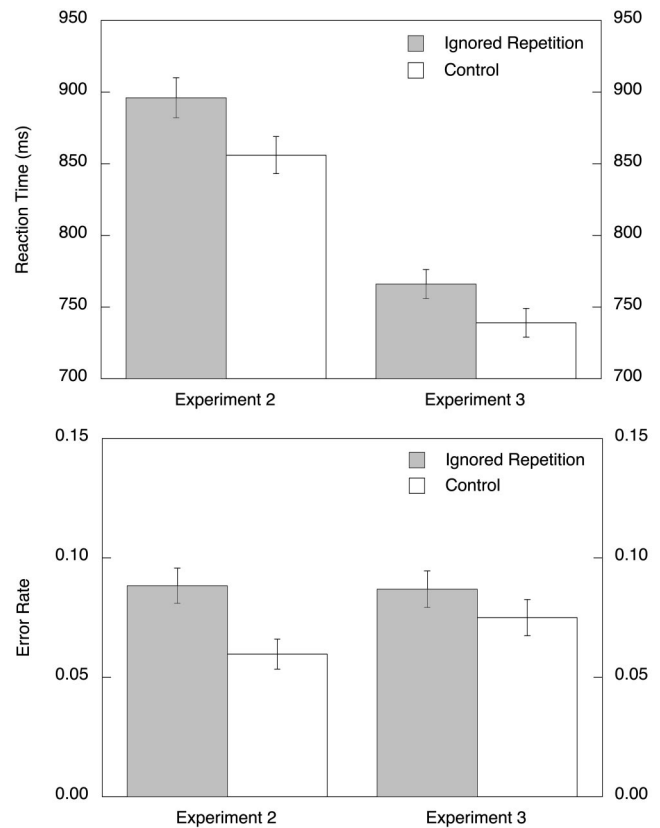 950 950
Ignored Repetition
Control
900 900
850 850
Reaction Time (ms)
800 800
750 750
700 700
Experiment 2 Experiment 3
0.15 0.15
Ignored Repetition
Control
0.10 0.10
Error Rate
0.05 0.05
0.00 0.00
Experiment 2 Experiment 3